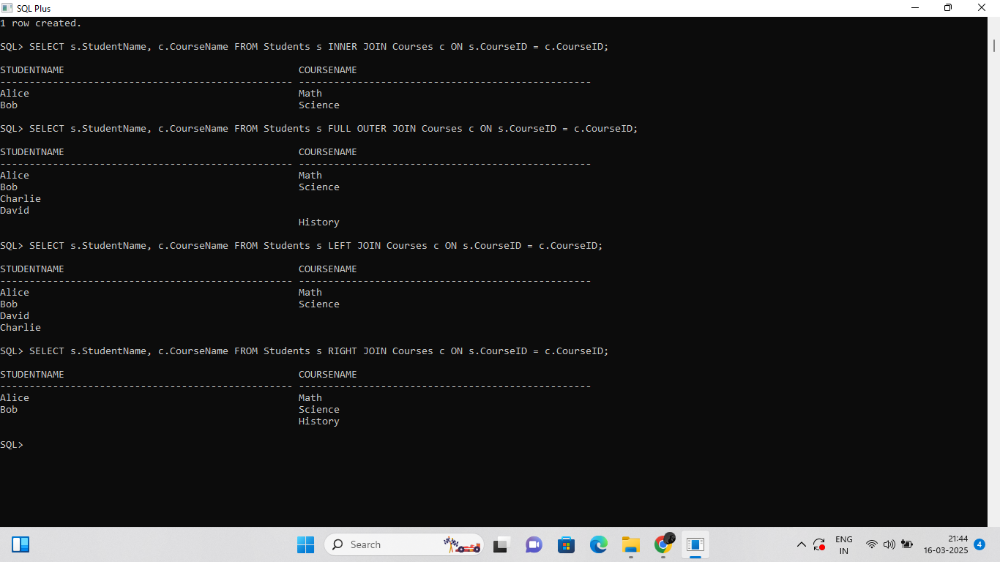 SQL Plus
1 row created.
SQL> SELECT s.StudentName, c.CourseName FROM Students s INNER JOIN Courses c ON s.CourseID = c.CourseID;
STUDENTNAME                                        COURSENAME
-------------------------------------------------- --------------------------------------------------
Alice                                              Math
Bob                                                Science
SQL> SELECT s.StudentName, c.CourseName FROM Students s FULL OUTER JOIN Courses c ON s.CourseID = c.CourseID;
STUDENTNAME                                        COURSENAME
-------------------------------------------------- --------------------------------------------------
Alice                                              Math
Bob                                                Science
Charlie
David
                                                   History
SQL> SELECT s.StudentName, c.CourseName FROM Students s LEFT JOIN Courses c ON s.CourseID = c.CourseID;
STUDENTNAME                                        COURSENAME
-------------------------------------------------- --------------------------------------------------
Alice                                              Math
Bob                                                Science
David
Charlie
SQL> SELECT s.StudentName, c.CourseName FROM Students s RIGHT JOIN Courses c ON s.CourseID = c.CourseID;
STUDENTNAME                                        COURSENAME
-------------------------------------------------- --------------------------------------------------
Alice                                              Math
Bob                                                Science
                                                   History
SQL>
Search
ENG
IN
21:44
16-03-2025
4